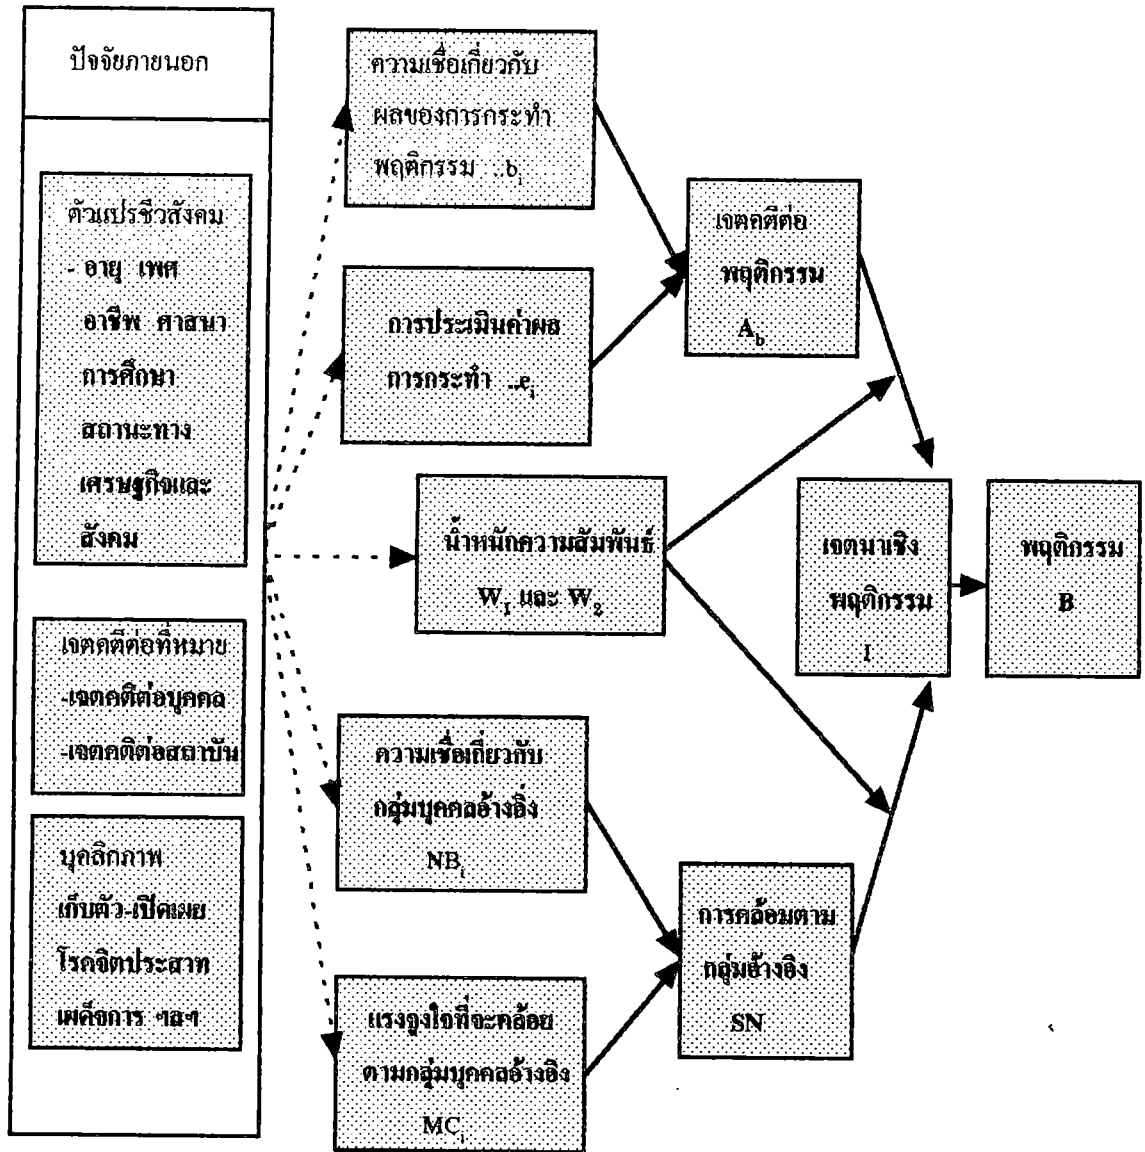 ปัจจัยภายนอก
ตัวแปรชีวสังคม
- อายุ เพศ
อาชีพ ศาสนา
การศึกษา
สถานะทาง
เศรษฐกิจและ
สังคม
เจตคติต่อที่หมาย
-เจตคติต่อบุคคล
-เจตคติต่อสถาบัน
บุคลิกภาพ
เก็บตัว-เปิดเผย
โรคจิตประสาท
เผด็จการ ฯลฯ
ความเชื่อเกี่ยวกับ
ผลของการกระทำ
พฤติกรรม ..bᵢ
การประเมินค่าผล
การกระทำ ..eᵢ
น้ำหนักความสัมพันธ์
W₁ และ W₂
ความเชื่อเกี่ยวกับ
กลุ่มบุคคลอ้างอิง
NBᵢ
แรงจูงใจที่จะคล้อย
ตามกลุ่มบุคคลอ้างอิง
MCᵢ
เจตคติต่อ
พฤติกรรม
A_b
การคล้อมตาม
กลุ่มอ้างอิง
SN
เจตนาเชิง
พฤติกรรม
I
พฤติกรรม
B